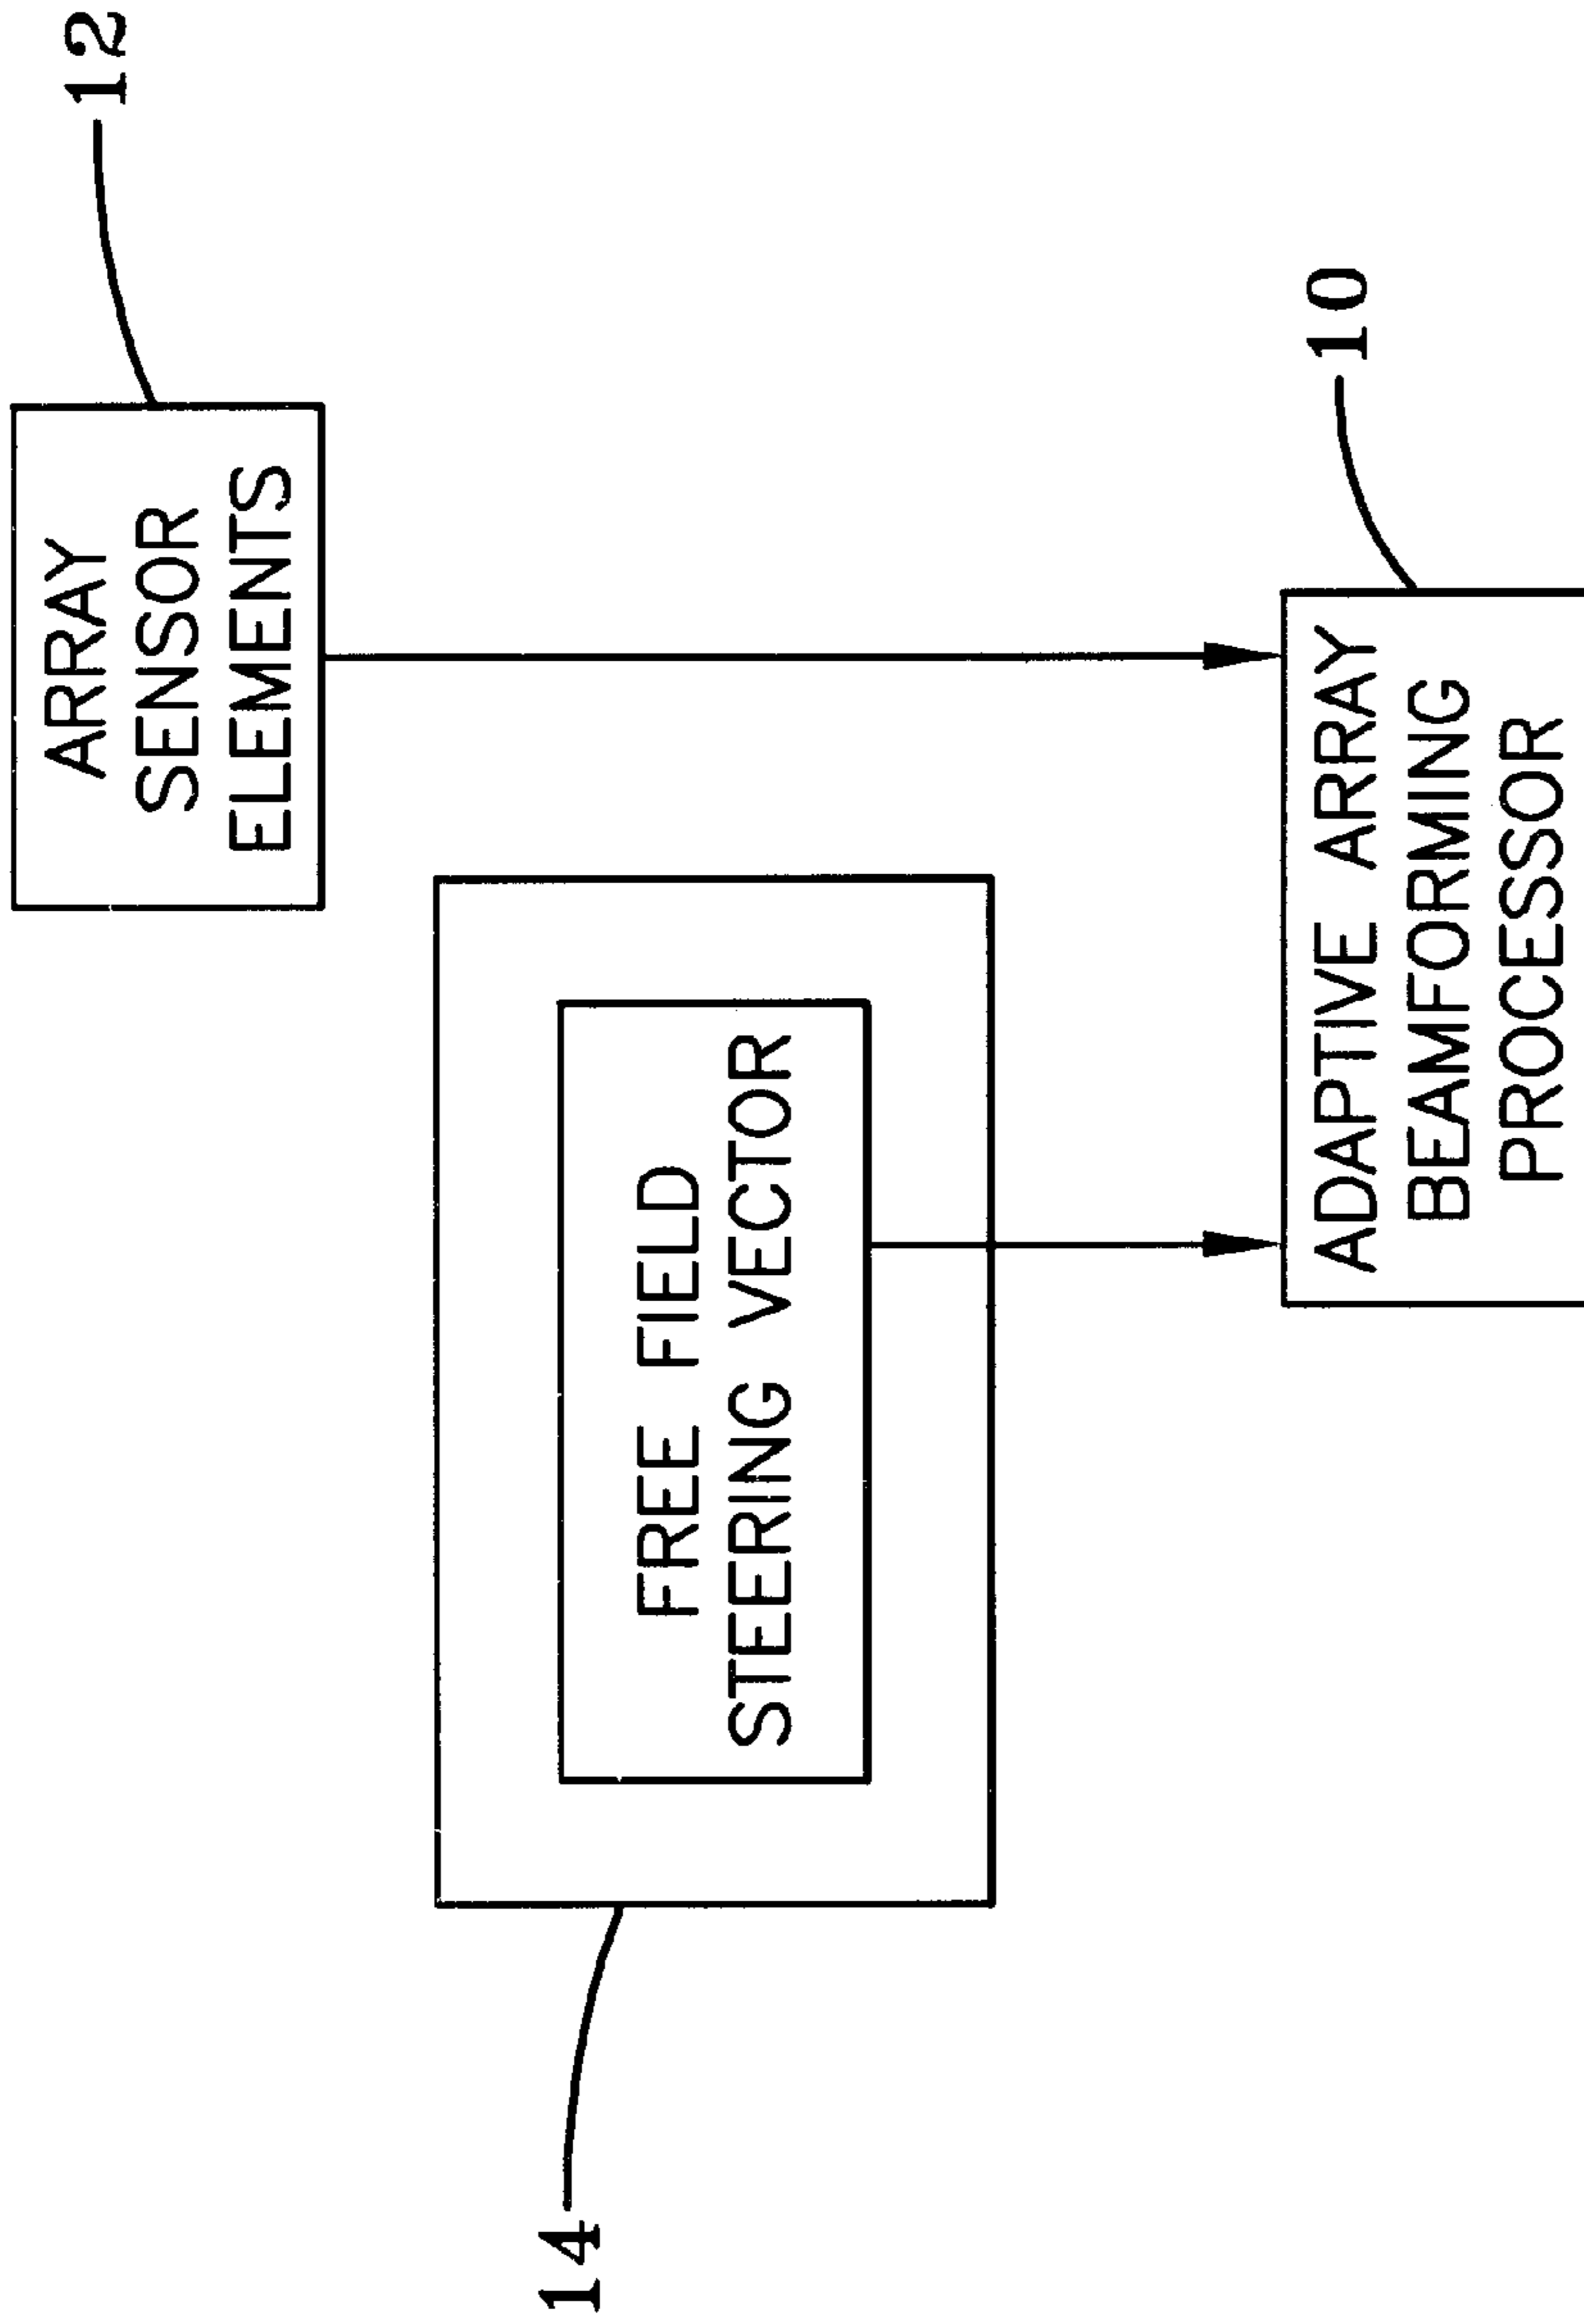 12
ARRAY
SENSOR
ELEMENTS
14
FREE FIELD
STEERING VECTOR
10
ADAPTIVE ARRAY
BEAMFORMING
PROCESSOR